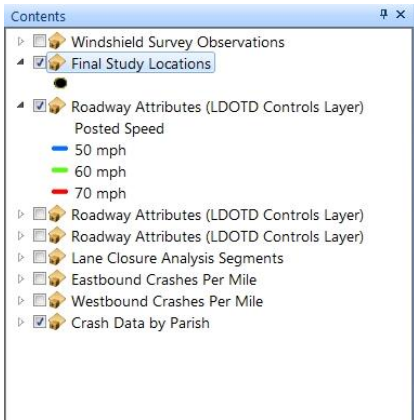 Contents
Windshield Survey Observations
Final Study Locations
Roadway Attributes (LDOTD Controls Layer)
Posted Speed
50 mph
60 mph
70 mph
Roadway Attributes (LDOTD Controls Layer)
Roadway Attributes (LDOTD Controls Layer)
Lane Closure Analysis Segments
Eastbound Crashes Per Mile
Westbound Crashes Per Mile
Crash Data by Parish